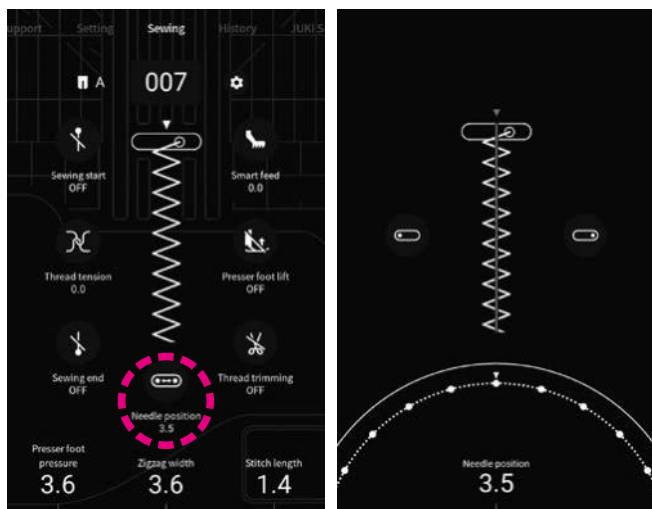 upport Setting Sewing History JUKI S
A 007
Sewing start
OFF
Smart feed
0.0
Thread tension
0.0
Presser foot lift
OFF
Sewing end
OFF
Thread trimming
OFF
Needle position
3.5
Presser foot
pressure
3.6
Zigzag width
3.6
Stitch length
1.4
Needle position
3.5